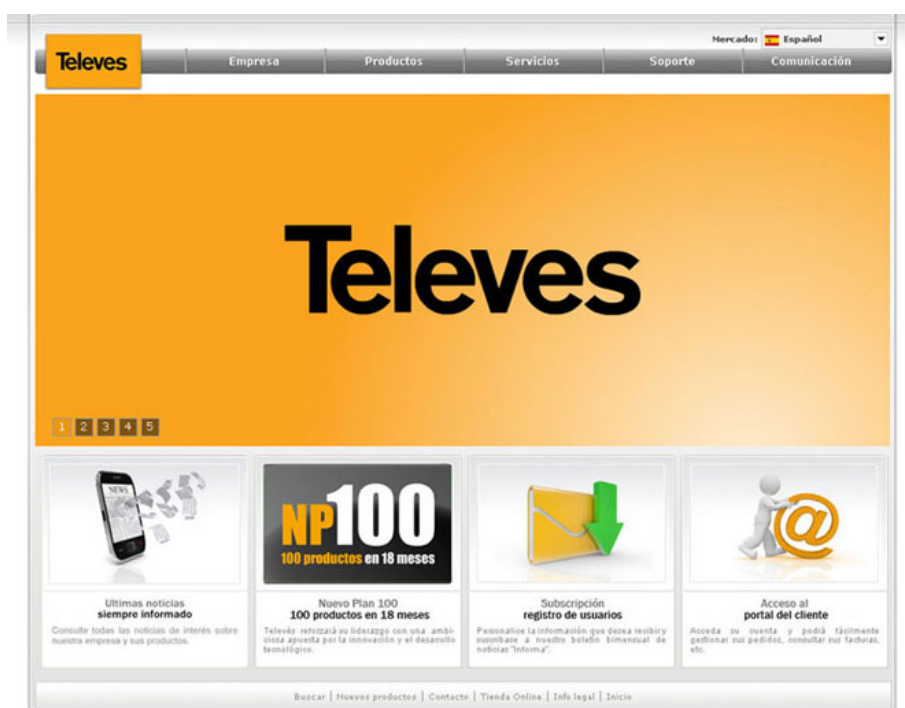 Mercado: Español
Televes
Empresa Productos Servicios Soporte Comunicación
Televes
1 2 3 4 5
NEWS
NP100
100 productos en 18 meses
@
Ultimas noticias
siempre informado
Consulte todas las noticias de interés sobre
nuestra empresa y sus productos.
Nuevo Plan 100
100 productos en 18 meses
Televés reforzará su liderazgo con una ambi-
ciosa apuesta por la innovación y el desarrollo
tecnológico.
Subscripción
registro de usuarios
Personalice la información que desea recibir y
suscribase a nuestro boletín bimensual de
noticias "Informa".
Acceso al
portal del cliente
Acceda su cuenta y podrá fácilmente
gestionar sus pedidos, consultar sus facturas,
etc.
Buscar | Nuevos productos | Contacto | Tienda Online | Info legal | Inicio